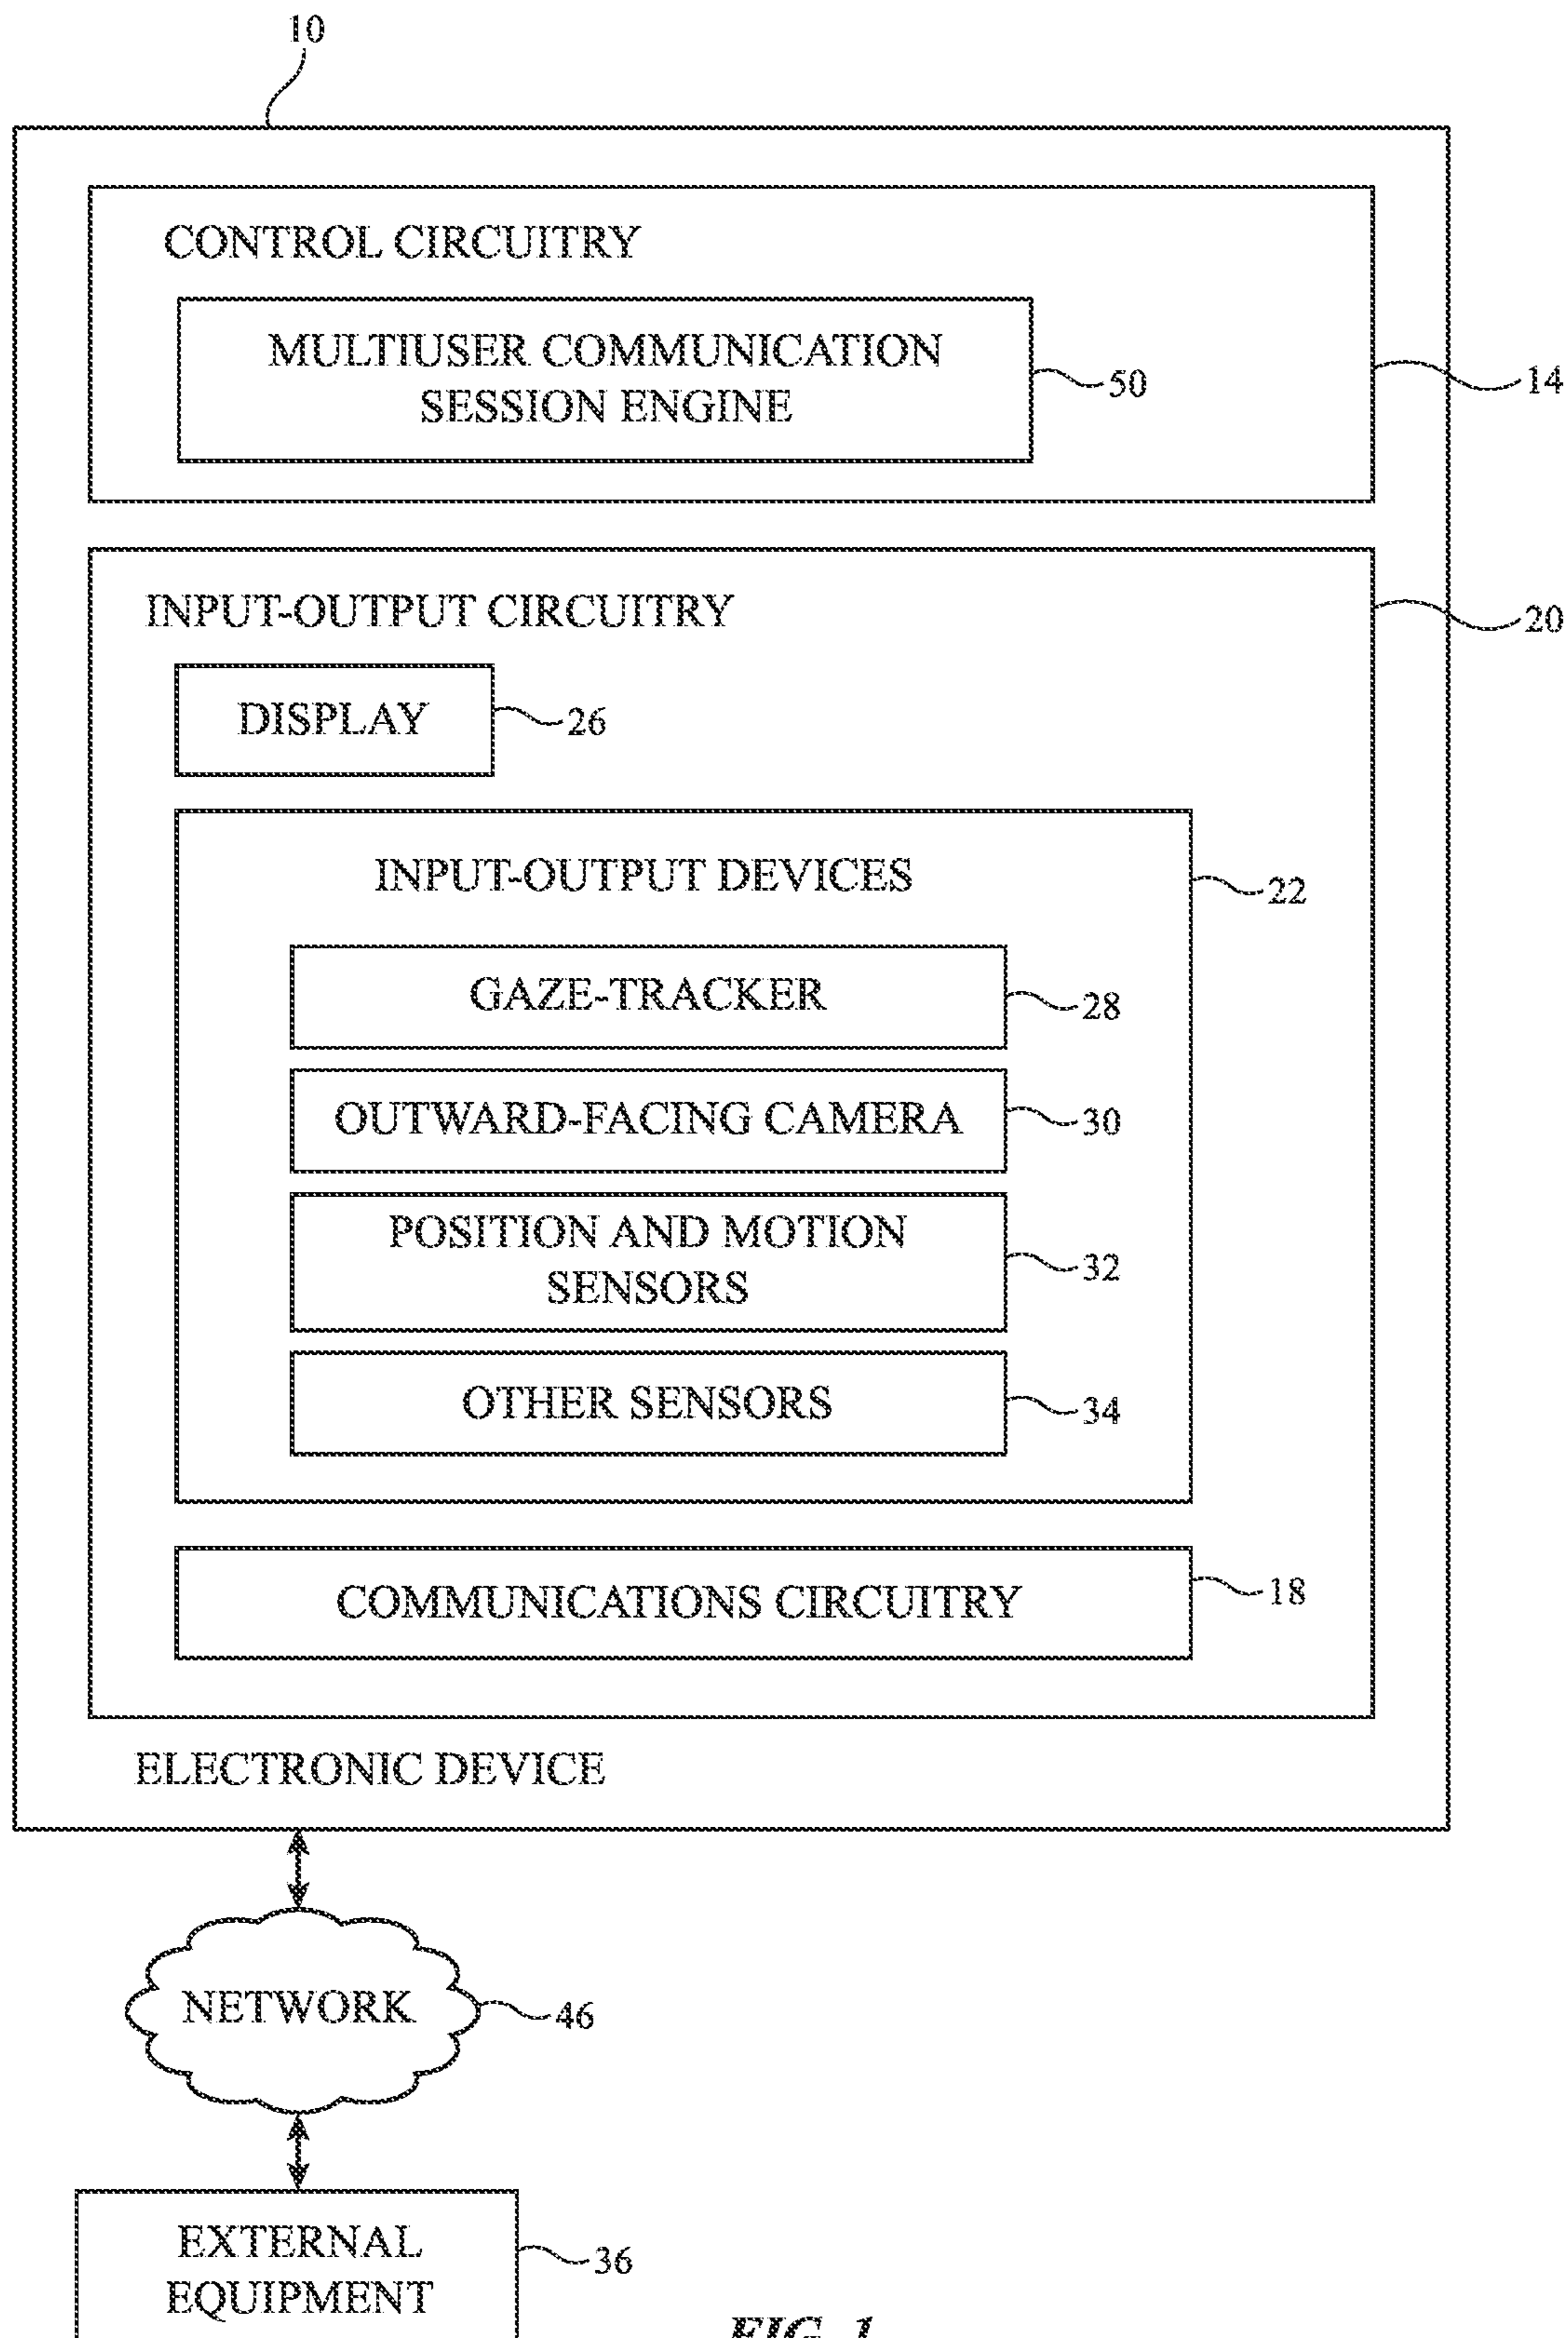 10
CONTROL CIRCUITRY
MULTIUSER COMMUNICATION
SESSION ENGINE
50
14
INPUT-OUTPUT CIRCUITRY
20
DISPLAY
26
INPUT-OUTPUT DEVICES
22
GAZE-TRACKER
28
OUTWARD-FACING CAMERA
30
POSITION AND MOTION
SENSORS
32
OTHER SENSORS
34
COMMUNICATIONS CIRCUITRY
18
ELECTRONIC DEVICE
NETWORK
46
EXTERNAL
EQUIPMENT
36
FIG. 1